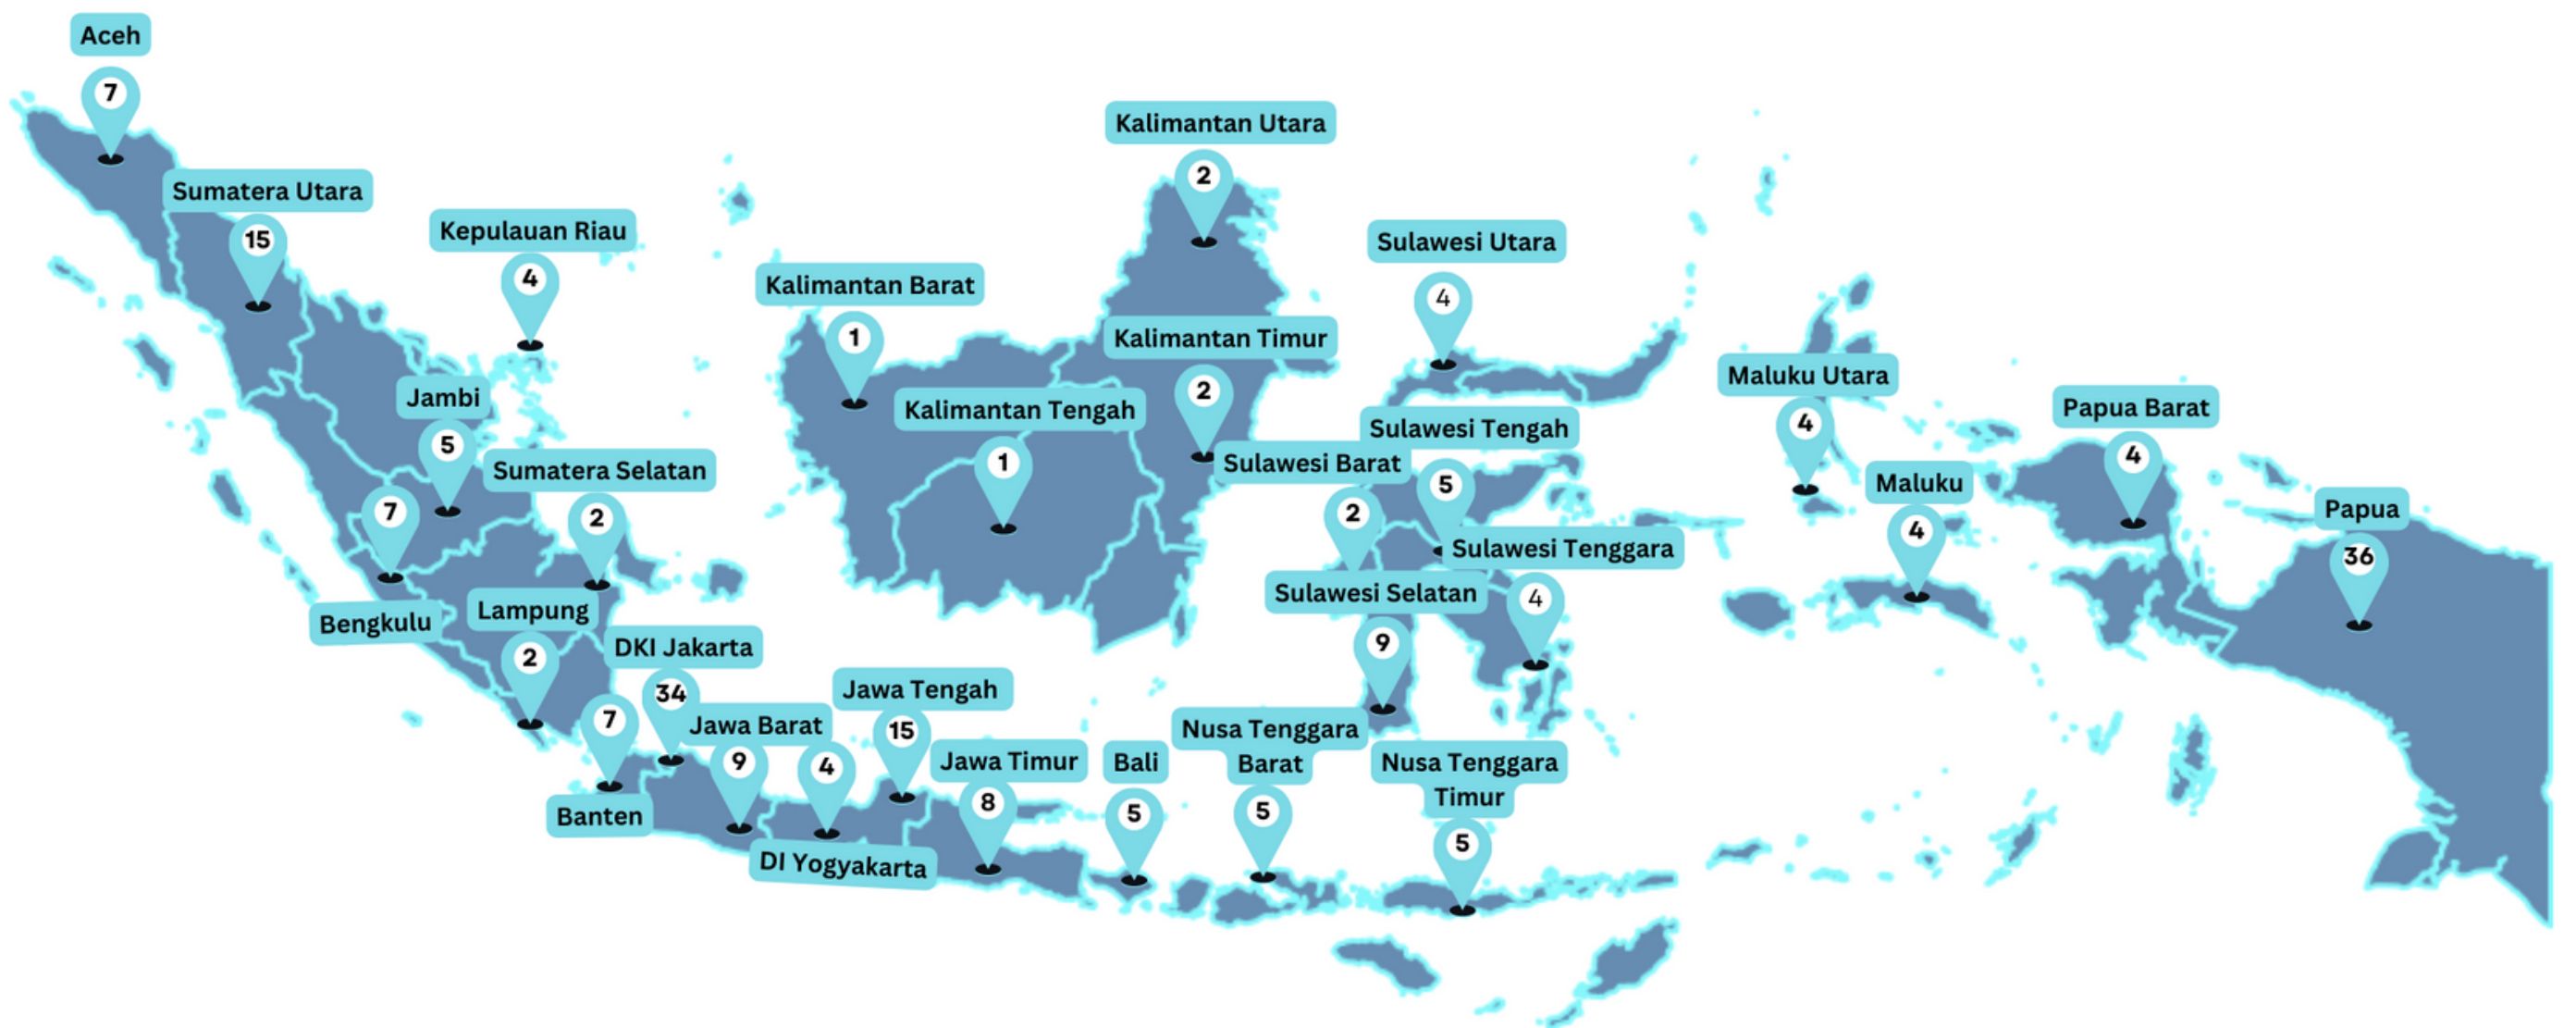 Aceh
7
Sumatera Utara
15
Kepulauan Riau
4
Jambi
5
Sumatera Selatan
2
7
Bengkulu
Lampung
2
DKI Jakarta
34
7
Banten
Jawa Barat
9
4
DI Yogyakarta
Jawa Tengah
15
Jawa Timur
8
Bali
5
Nusa Tenggara
Barat
5
Nusa Tenggara
Timur
5
Kalimantan Utara
2
Kalimantan Barat
1
Kalimantan Timur
2
Kalimantan Tengah
1
Sulawesi Utara
4
Sulawesi Tengah
5
Sulawesi Barat
2
Sulawesi Tenggara
4
Sulawesi Selatan
9
Maluku Utara
4
Maluku
4
Papua Barat
4
Papua
36